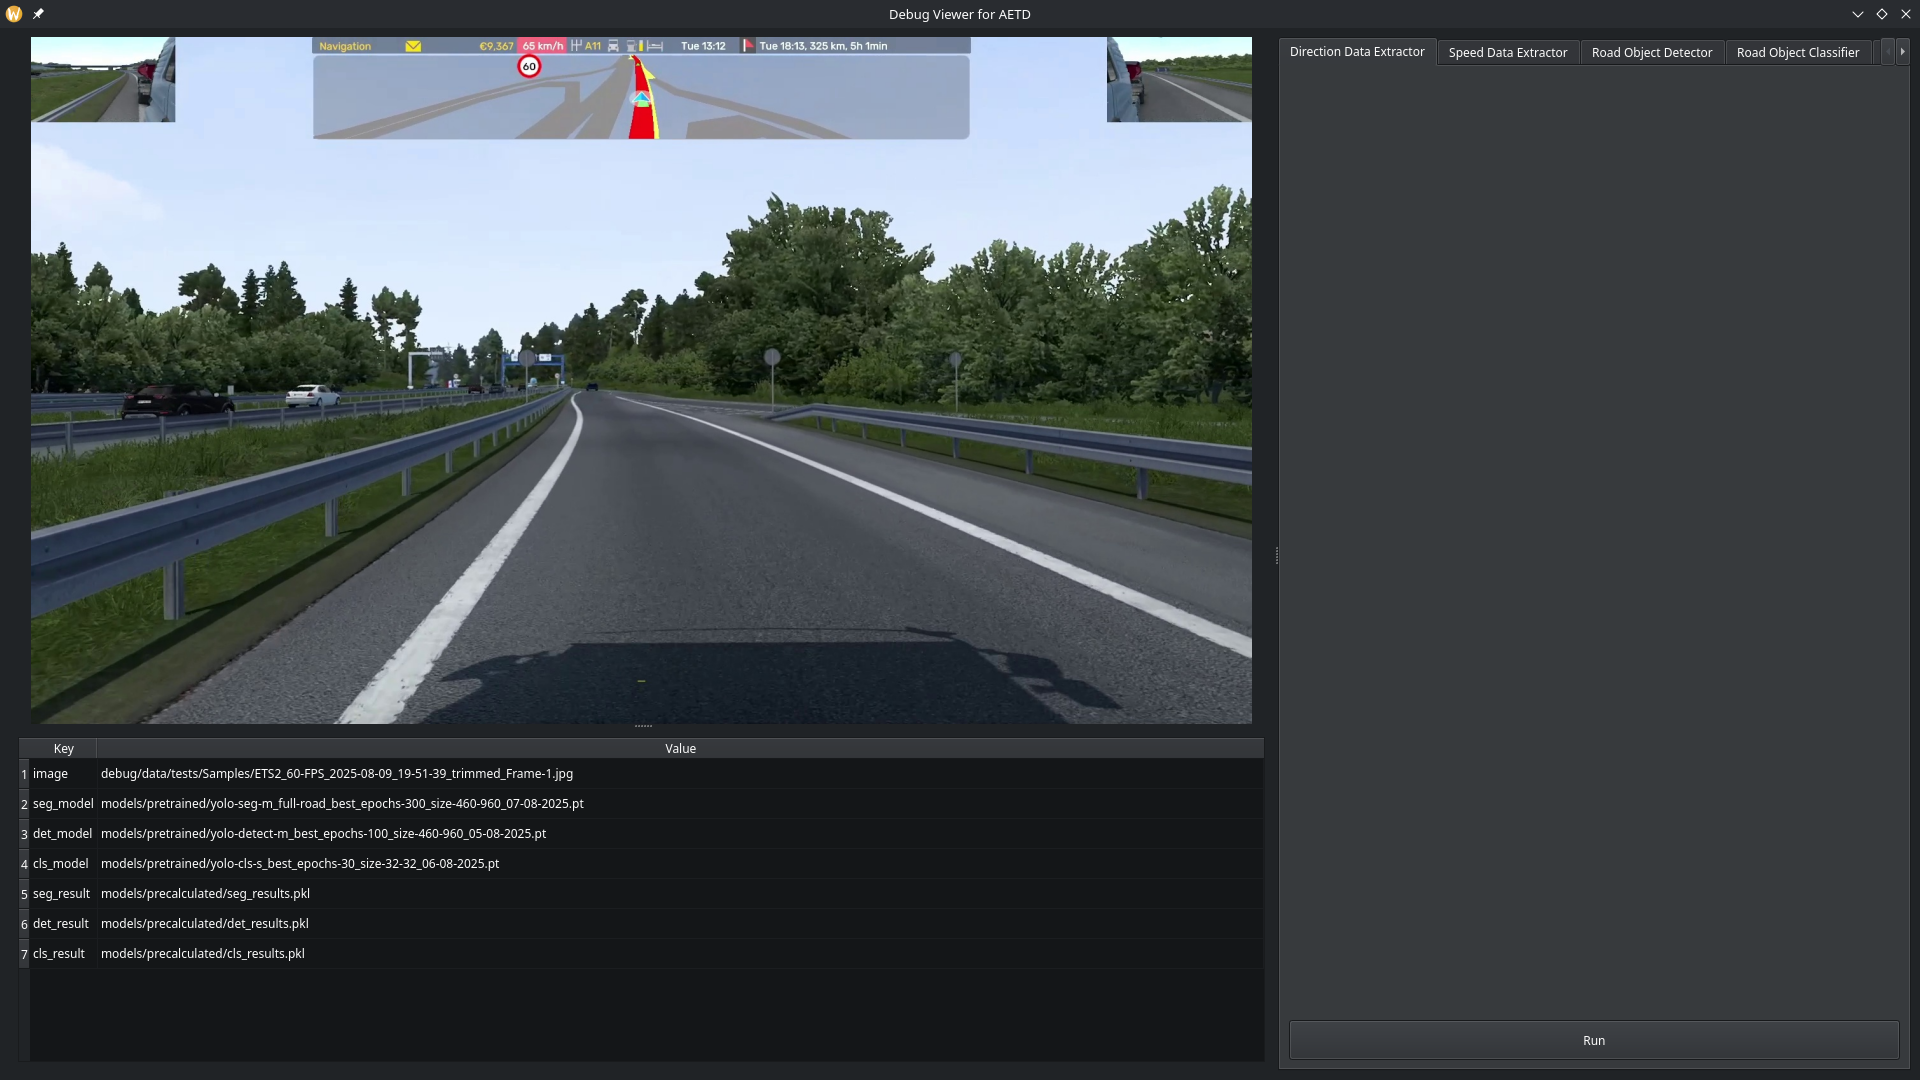 Debug Viewer for AETD
Navigation €9,367 65 km/h A11 Tue 13:12 Tue 18:13, 325 km, 5h 1min
60
Direction Data Extractor Speed Data Extractor Road Object Detector Road Object Classifier
Key Value
1 image debug/data/tests/Samples/ETS2_60-FPS_2025-08-09_19-51-39_trimmed_Frame-1.jpg
2 seg_model models/pretrained/yolo-seg-m_full-road_best_epochs-300_size-460-960_07-08-2025.pt
3 det_model models/pretrained/yolo-detect-m_best_epochs-100_size-460-960_05-08-2025.pt
4 cls_model models/pretrained/yolo-cls-s_best_epochs-30_size-32-32_06-08-2025.pt
5 seg_result models/precalculated/seg_results.pkl
6 det_result models/precalculated/det_results.pkl
7 cls_result models/precalculated/cls_results.pkl
Run